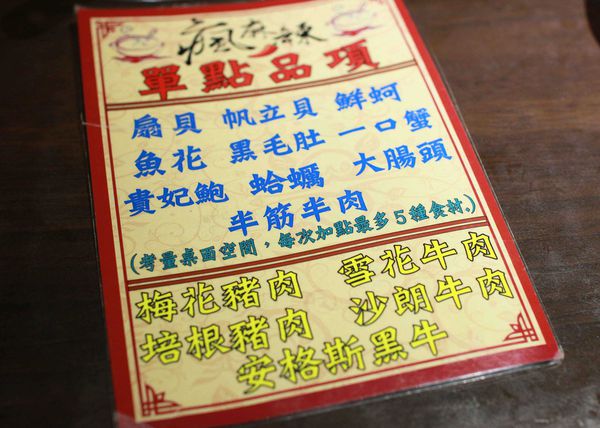 瘋麻辣
單點品項
扇貝 帆立貝 鮮蚵
魚花 黑毛肚 一口蟹
貴妃鮑 蛤蠣 大腸頭
半筋半肉
(考量桌面空間，每次加點最多5種食材.)
梅花豬肉 雪花牛肉
培根豬肉 沙朗牛肉
安格斯黑牛